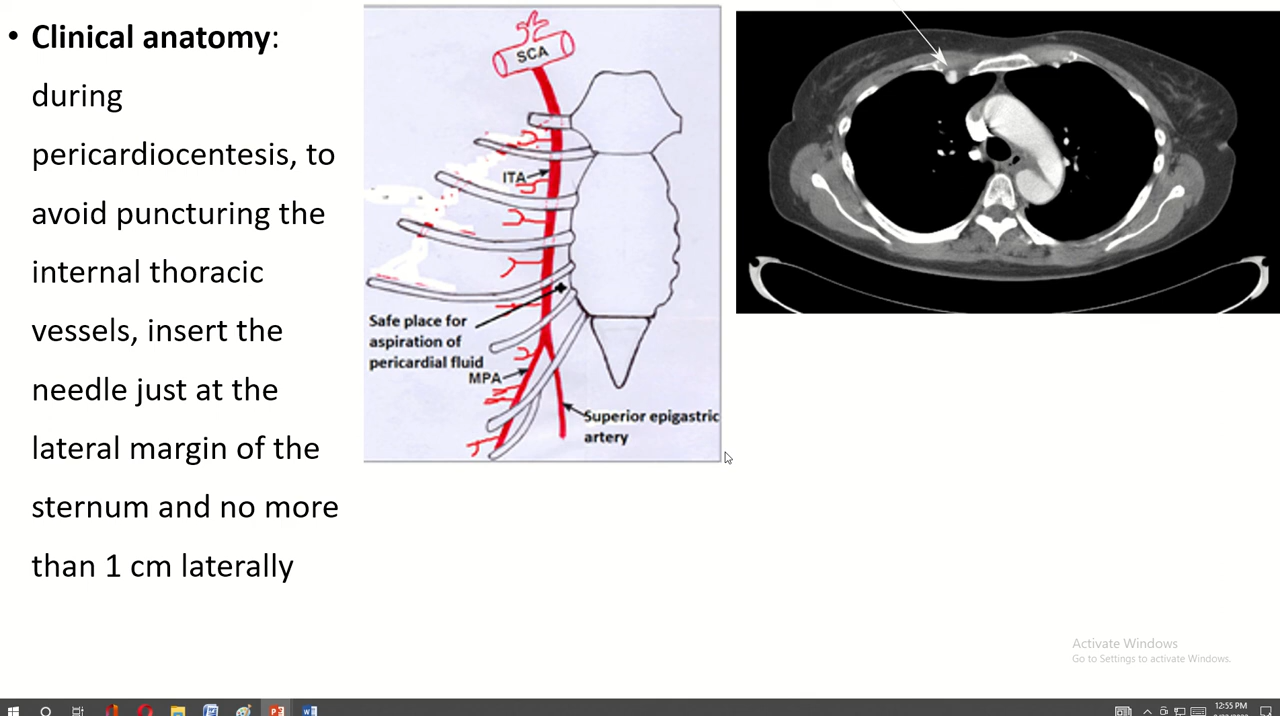 • Clinical anatomy:
during
pericardiocentesis, to
avoid puncturing the
internal thoracic
vessels, insert the
needle just at the
lateral margin of the
sternum and no more
than 1 cm laterally
SCA
ITA
Safe place for
aspiration of
pericardial fluid
MPA
Superior epigastric
artery
Activate Windows
Go to Settings to activate Windows.
12:55 PM